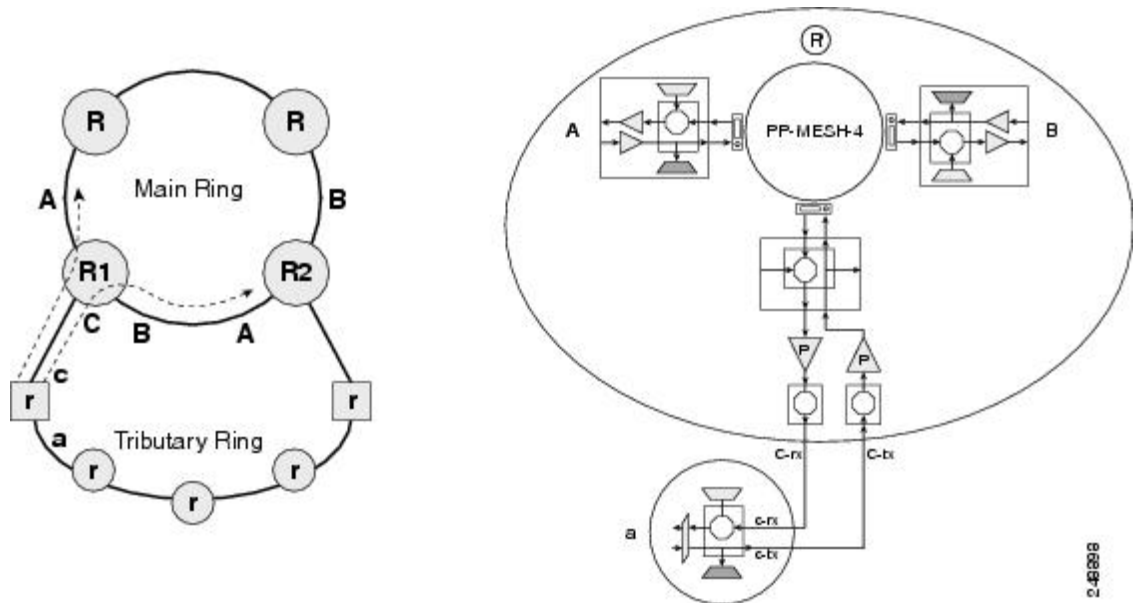 R
R
Main Ring
A
B
R1
R2
C
B
A
c
r
r
a
Tributary Ring
r
r
r
R
A
PP-MESH-4
B
P
P
C-rx
C-tx
a
c-rx
c-tx
248898